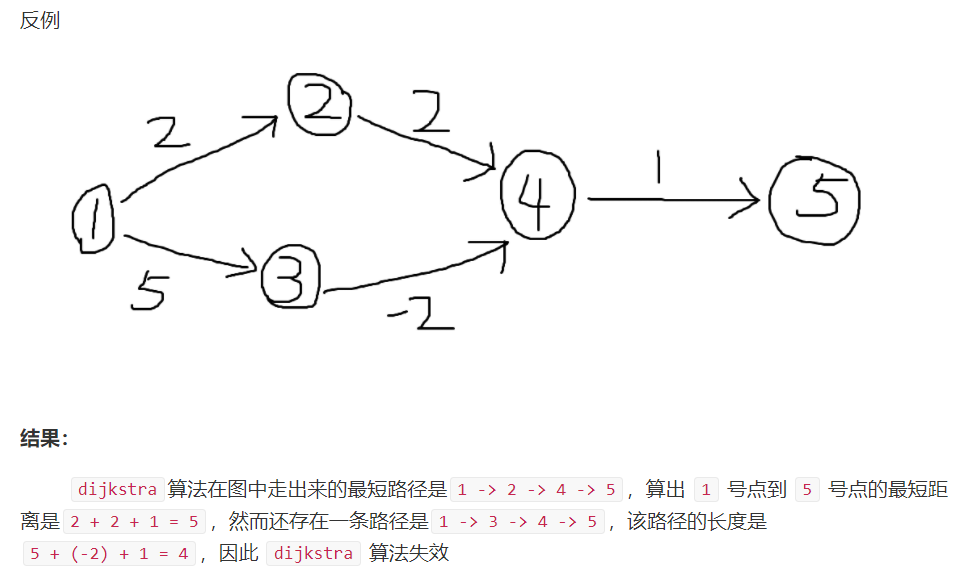 反例
2
2
2
1
1
4
5
5
3
-2
结果：
dijkstra 算法在图中走出来的最短路径是 1 -> 2 -> 4 -> 5 ，算出 1 号点到 5 号点的最短距
离是 2 + 2 + 1 = 5 ，然而还存在一条路径是 1 -> 3 -> 4 -> 5 ，该路径的长度是
5 + (-2) + 1 = 4 ，因此 dijkstra 算法失效